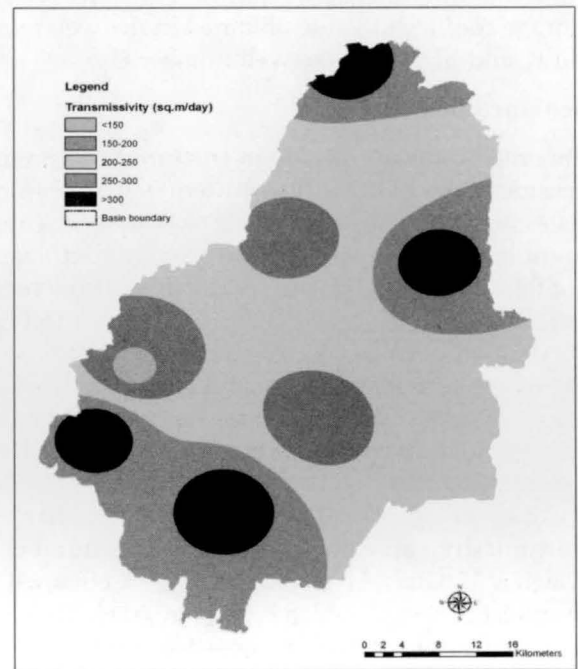 Legend
Transmissivity (sq.m/day)
<150
150-200
200-250
250-300
>300
Basin boundary
0 2 4 8 12 16
Kilometers